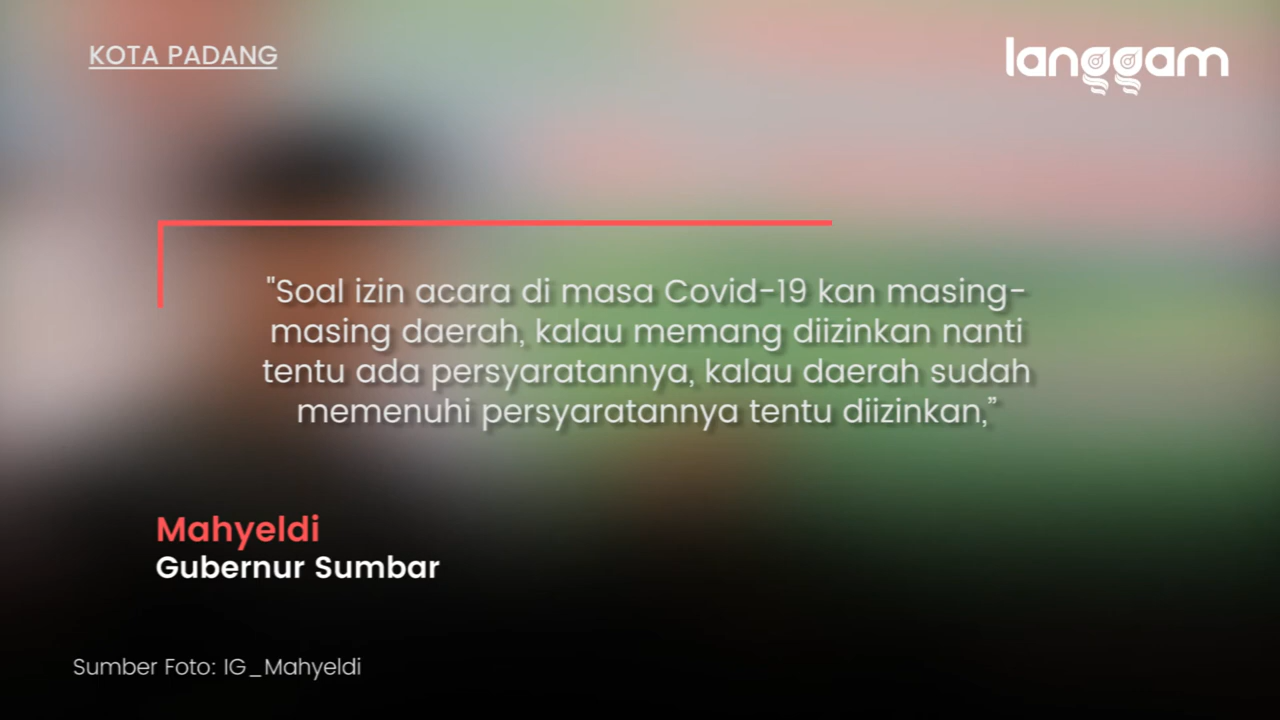 KOTA PADANG
langgam
"Soal izin acara di masa Covid-19 kan masing-
masing daerah, kalau memang diizinkan nanti
tentu ada persyaratannya, kalau daerah sudah
memenuhi persyaratannya tentu diizinkan,”
Mahyeldi
Gubernur Sumbar
Sumber Foto: IG_Mahyeldi